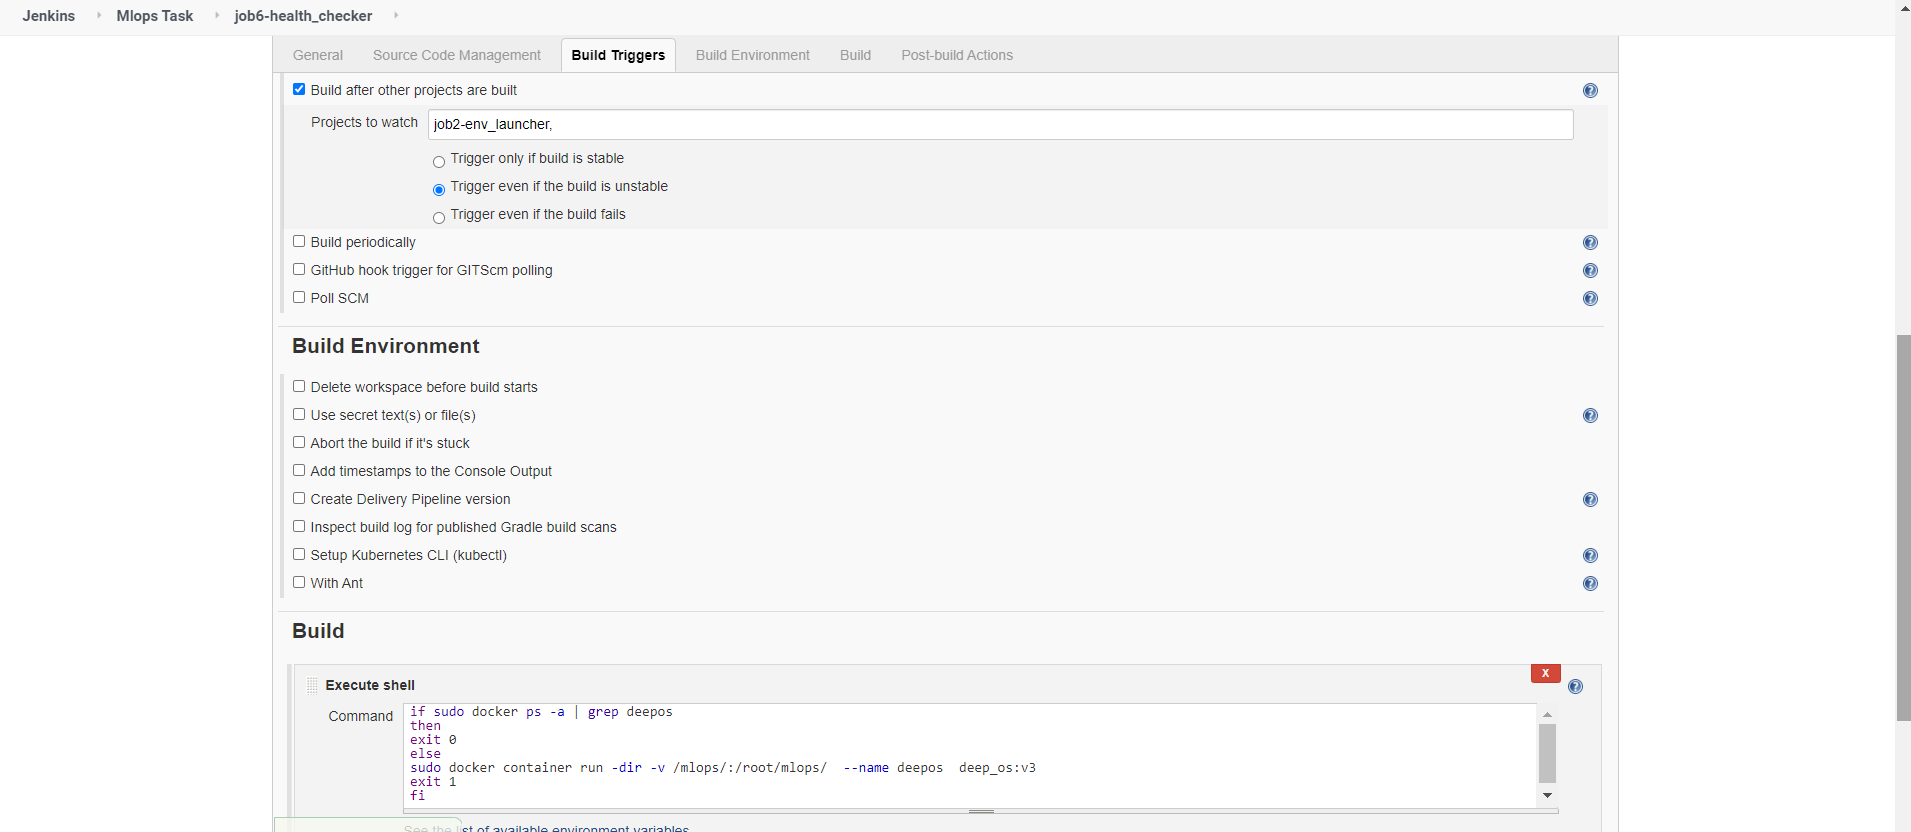 Jenkins Mlops Task job6-health_checker
General Source Code Management Build Triggers Build Environment Build Post-build Actions
Build after other projects are built
Projects to watch job2-env_launcher,
Trigger only if build is stable
Trigger even if the build is unstable
Trigger even if the build fails
Build periodically
GitHub hook trigger for GITScm polling
Poll SCM
Build Environment
Delete workspace before build starts
Use secret text(s) or file(s)
Abort the build if it's stuck
Add timestamps to the Console Output
Create Delivery Pipeline version
Inspect build log for published Gradle build scans
Setup Kubernetes CLI (kubectl)
With Ant
Build
X
Execute shell
Command if sudo docker ps -a | grep deepos
then
exit 0
else
sudo docker container run -dir -v /mlops/:/root/mlops/  --name deepos  deep_os:v3
exit 1
fi
See the list of available environment variables